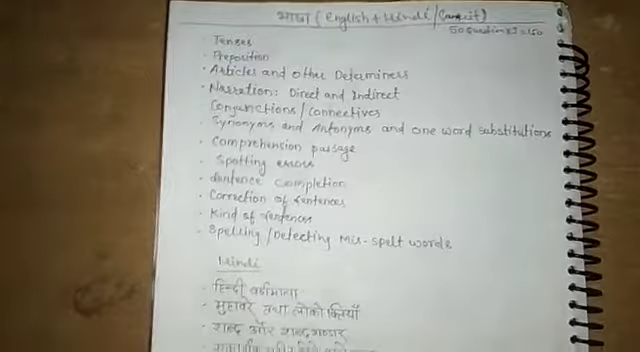 भाषा (English + Hindi/
50 Question x 3 = 150
· Tenses
· Preposition
· Articles and other Determiners
· Narration: Direct and Indirect
Conjunctions / Connectives
· Synonyms and Antonyms and one word substitutions
· Comprehension passage
· Spotting errors
· Sentence completion
· Correction of sentences
· Kind of sentences
· Spelling / Detecting Mis-spelt words
Hindi
· हिन्दी वर्णमाला
· मुहावरे तथा लोकोक्तियाँ
· शब्द और शब्दभण्डार